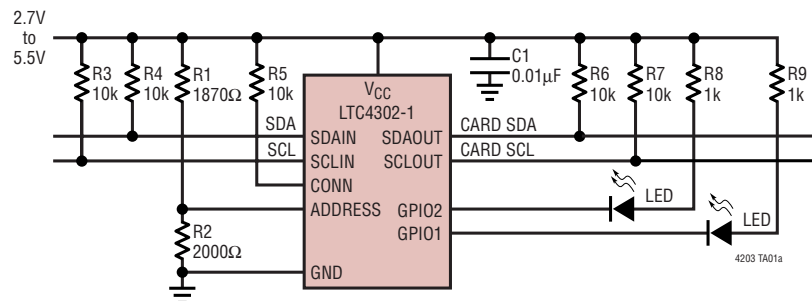 2.7V
to
5.5V
R3
10k
R4
10k
R1
1870Ω
R5
10k
C1
0.01µF
R6
10k
R7
10k
R8
1k
R9
1k
VCC
LTC4302-1
SDA
SDAIN
SDAOUT
CARD SDA
SCL
SCLIN
SCLOUT
CARD SCL
CONN
ADDRESS
GPIO2
LED
GPIO1
LED
R2
2000Ω
GND
4203 TA01a